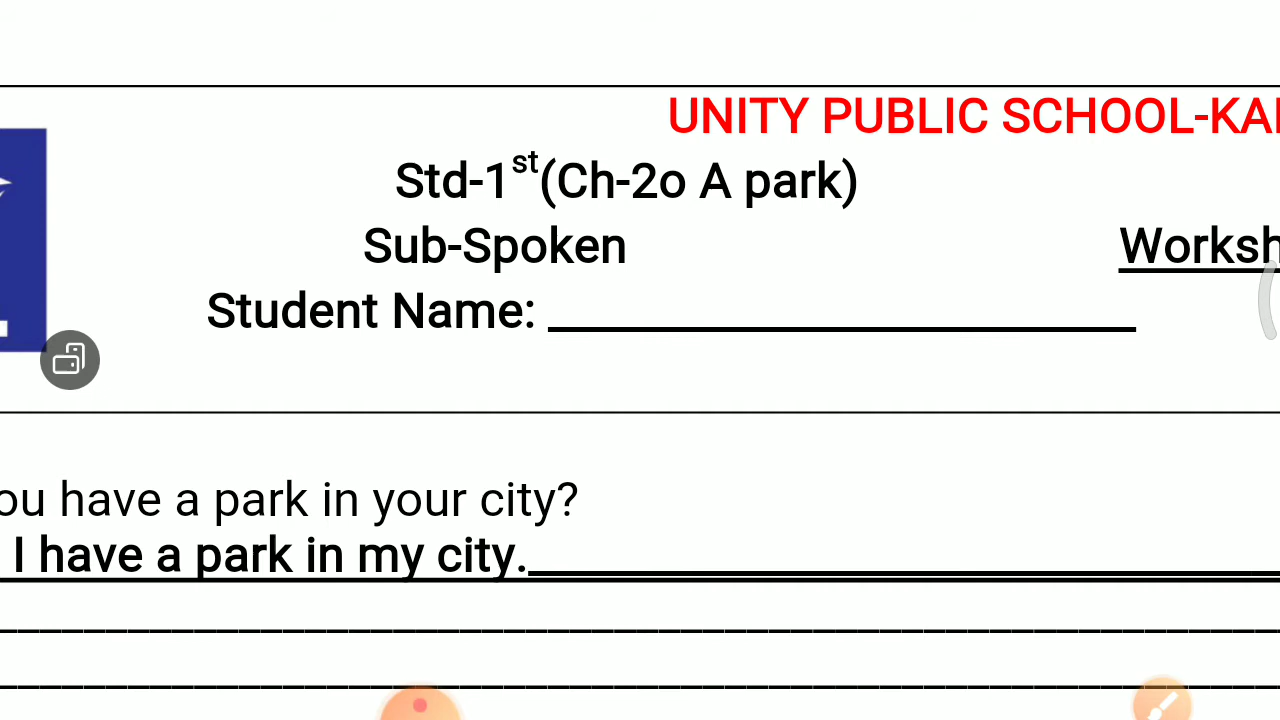 UNITY PUBLIC SCHOOL-KA
Std-1st(Ch-2o A park)
Sub-Spoken
Worksh
Student Name:
ou have a park in your city?
I have a park in my city.